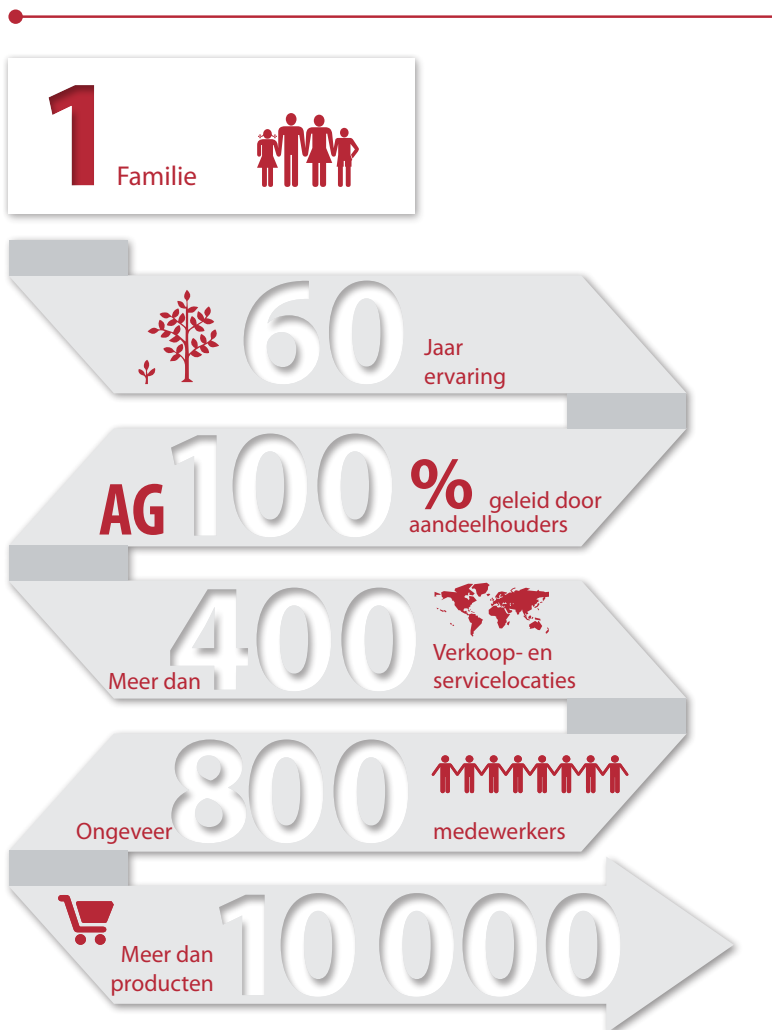 1 Familie
60 Jaar
ervaring
AG 100 % geleid door
aandeelhouders
Meer dan 400 Verkoop- en
servicelocaties
Ongeveer 800 medewerkers
Meer dan 10 000
producten